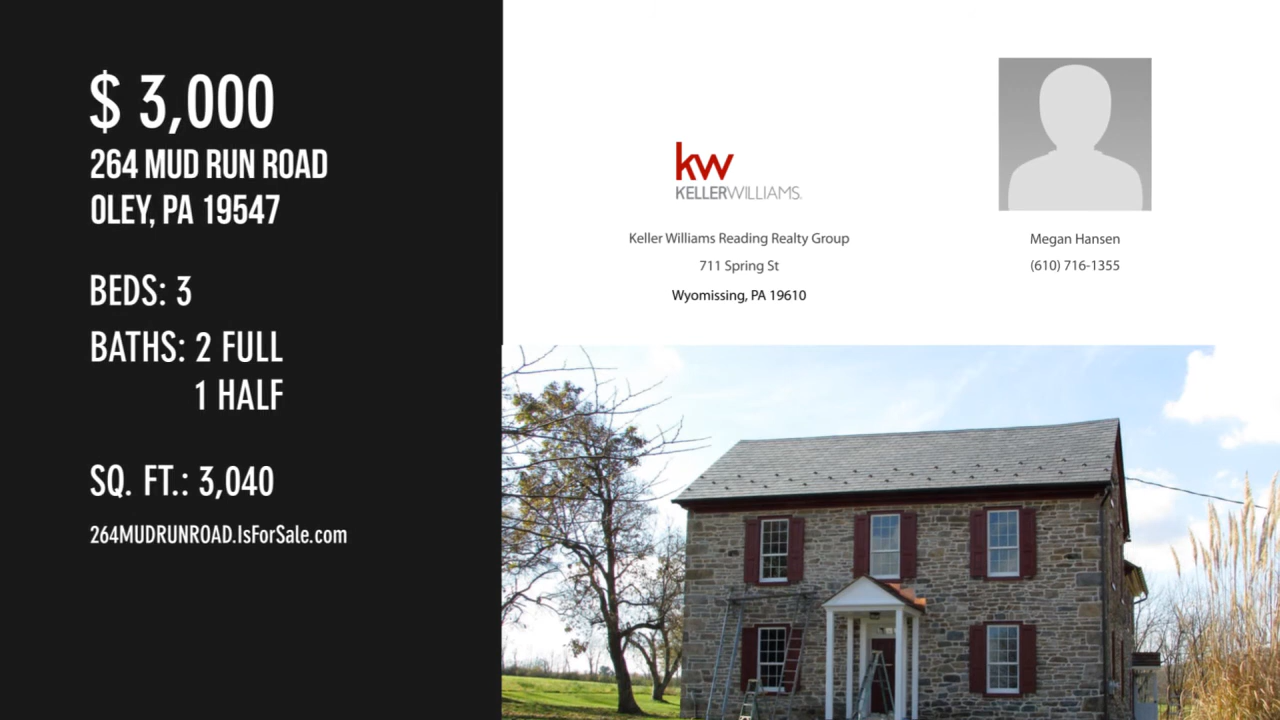 $ 3,000
264 MUD RUN ROAD
OLEY, PA 19547
BEDS: 3
BATHS: 2 FULL
1 HALF
SQ. FT.: 3,040
264MUDRUNROAD.IsForSale.com
kw
KELLERWILLIAMS.
Keller Williams Reading Realty Group
711 Spring St
Wyomissing, PA 19610
Megan Hansen
(610) 716-1355